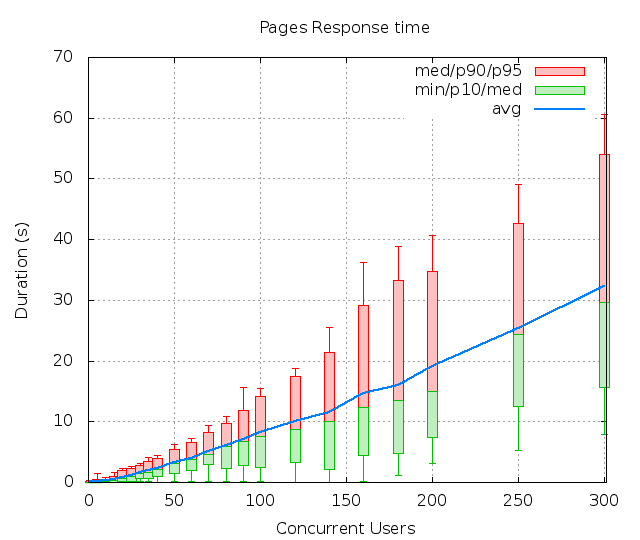 Pages Response time
med/p90/p95
min/p10/med
avg
70
60
50
40
30
20
10
0
Duration (s)
0 50 100 150 200 250 300
Concurrent Users